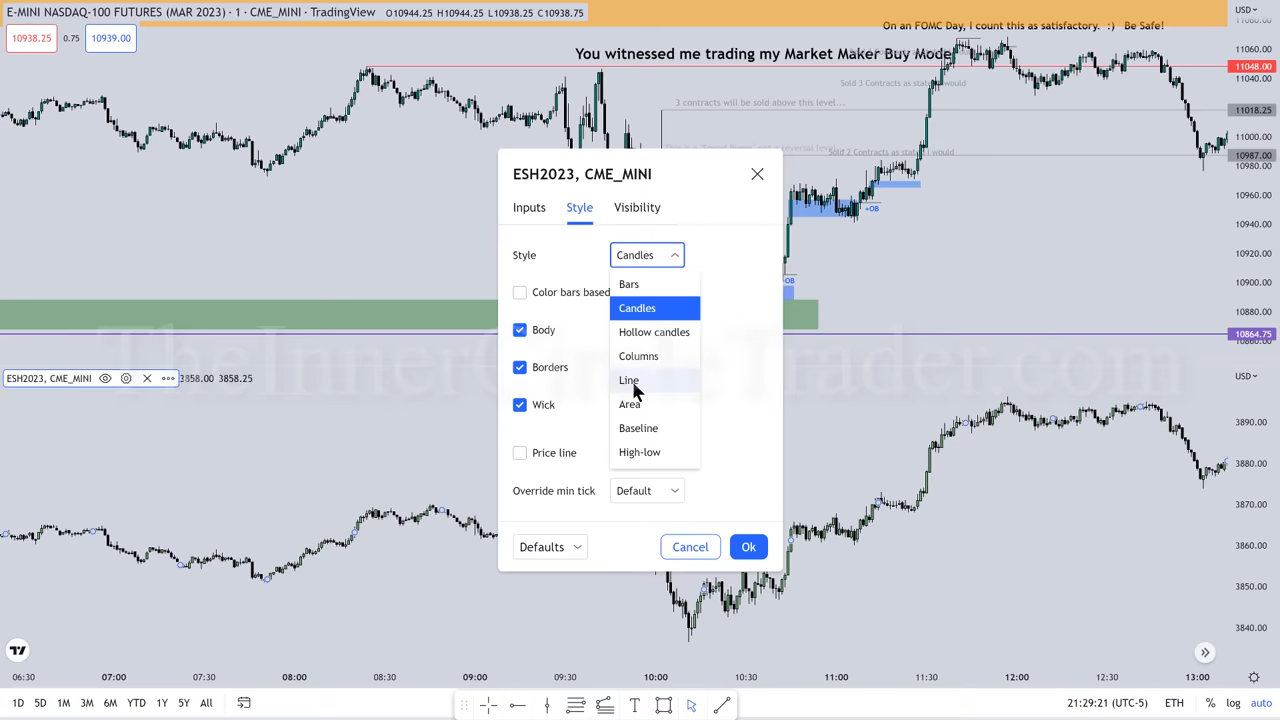 E-MINI NASDAQ-100 FUTURES (MAR 2023) · 1 · CME_MINI · TradingView O10944.25 H10944.25 L10938.25 C10938.75
USD
On an FOMC Day, I count this as satisfactory. :) Be Safe!
11080.00
10938.25 0.75 10939.00
You witnessed me trading my Market Maker Buy Model
11060.00
11048.00
Sold 3 Contracts as stated I would
11040.00
3 contracts will be sold above this level...
11018.25
11000.00
Sold 2 Contracts as stated I would
10987.00
10980.00
ESH2023, CME_MINI
10960.00
Inputs Style Visibility
+OB
10940.00
Style Candles
10920.00
Bars
OB
10900.00
Color bars based
Candles
10880.00
Body
Hollow candles
10864.75
10860.00
TheInnerCircleTrader.com
Columns
Borders
ESH2023, CME_MINI 3858.00 3858.25
USD
Line
Wick
Area
Baseline
3890.00
Price line
High-low
3880.00
Override min tick Default
3870.00
3860.00
Defaults Cancel Ok
3850.00
3840.00
06:30 07:00 07:30 08:00 08:30 09:00 09:30 10:00 10:30 11:00 11:30 12:00 12:30 13:00
1D 5D 1M 3M 6M YTD 1Y 5Y All
21:29:21 (UTC-5) ETH % log auto